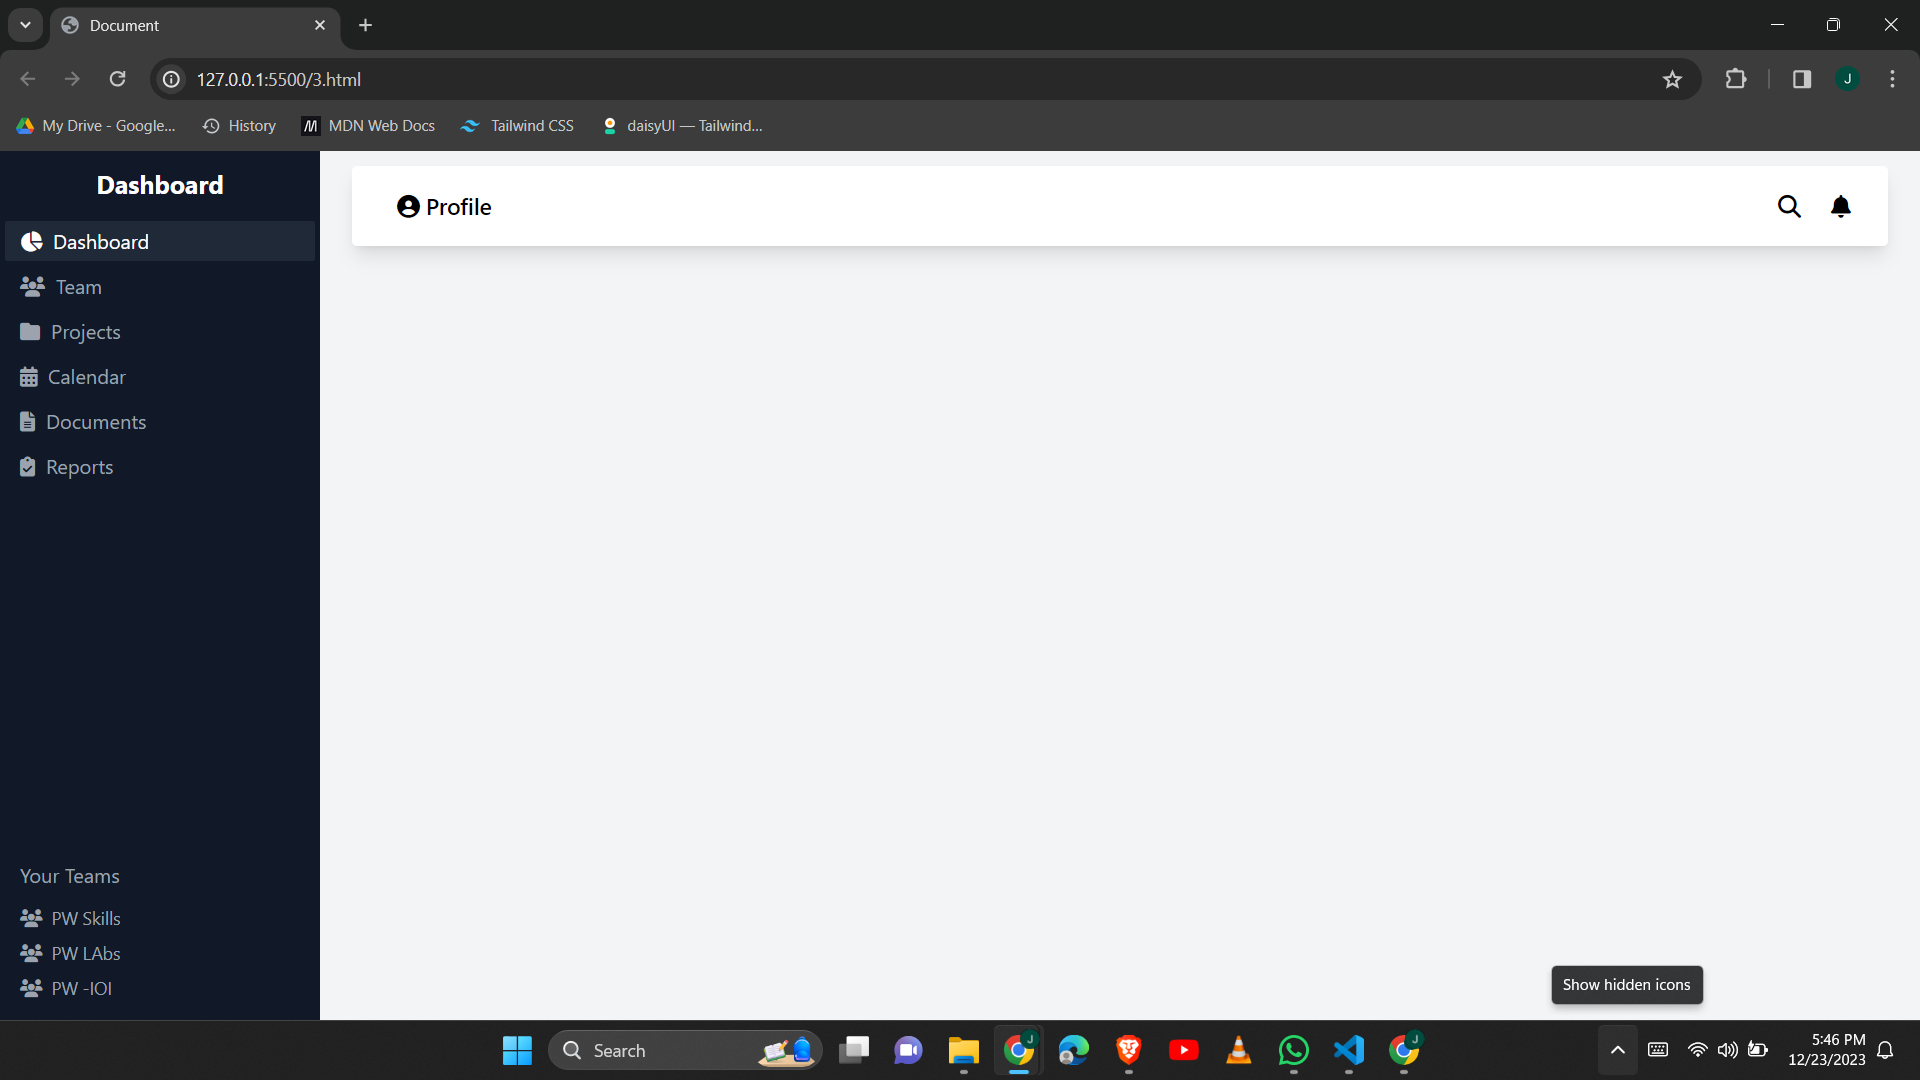 Document
127.0.0.1:5500/3.html
My Drive - Google... History MDN Web Docs Tailwind CSS daisyUI — Tailwind...
Dashboard
Profile
Dashboard
Team
Projects
Calendar
Documents
Reports
Your Teams
PW Skills
PW LAbs
PW -IOI
Show hidden icons
Search
5:46 PM
12/23/2023
J
J
J